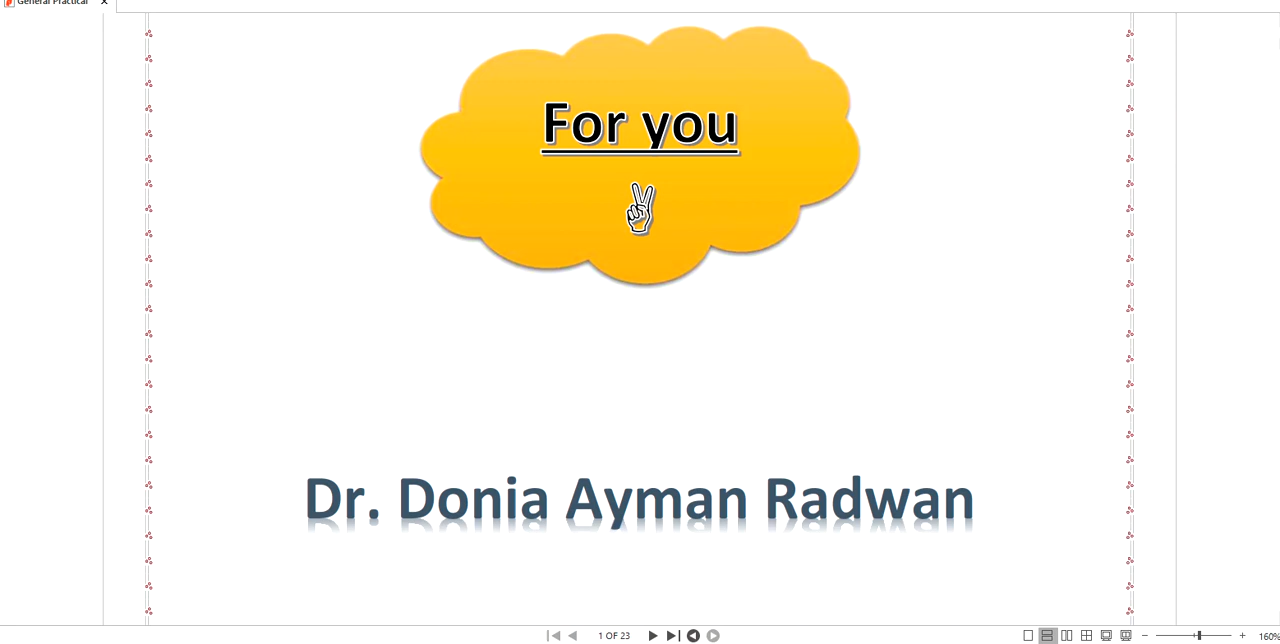 General Practical
For you
✌
Dr. Donia Ayman Radwan
1 OF 23
160%